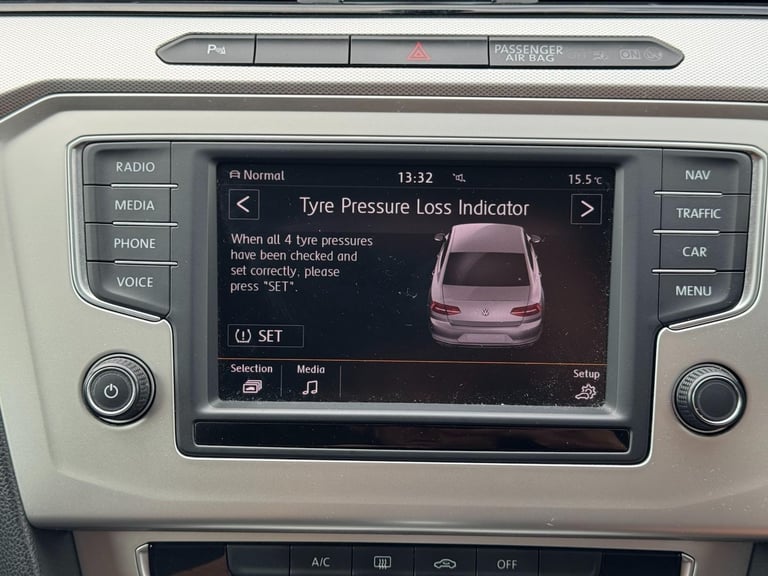 P
PASSENGER
AIR BAG
ON
RADIO
MEDIA
PHONE
VOICE
Normal
13:32
15.5°C
Tyre Pressure Loss Indicator
When all 4 tyre pressures
have been checked and
set correctly, please
press "SET".
SET
Selection
Media
Setup
NAV
TRAFFIC
CAR
MENU
A/C
OFF